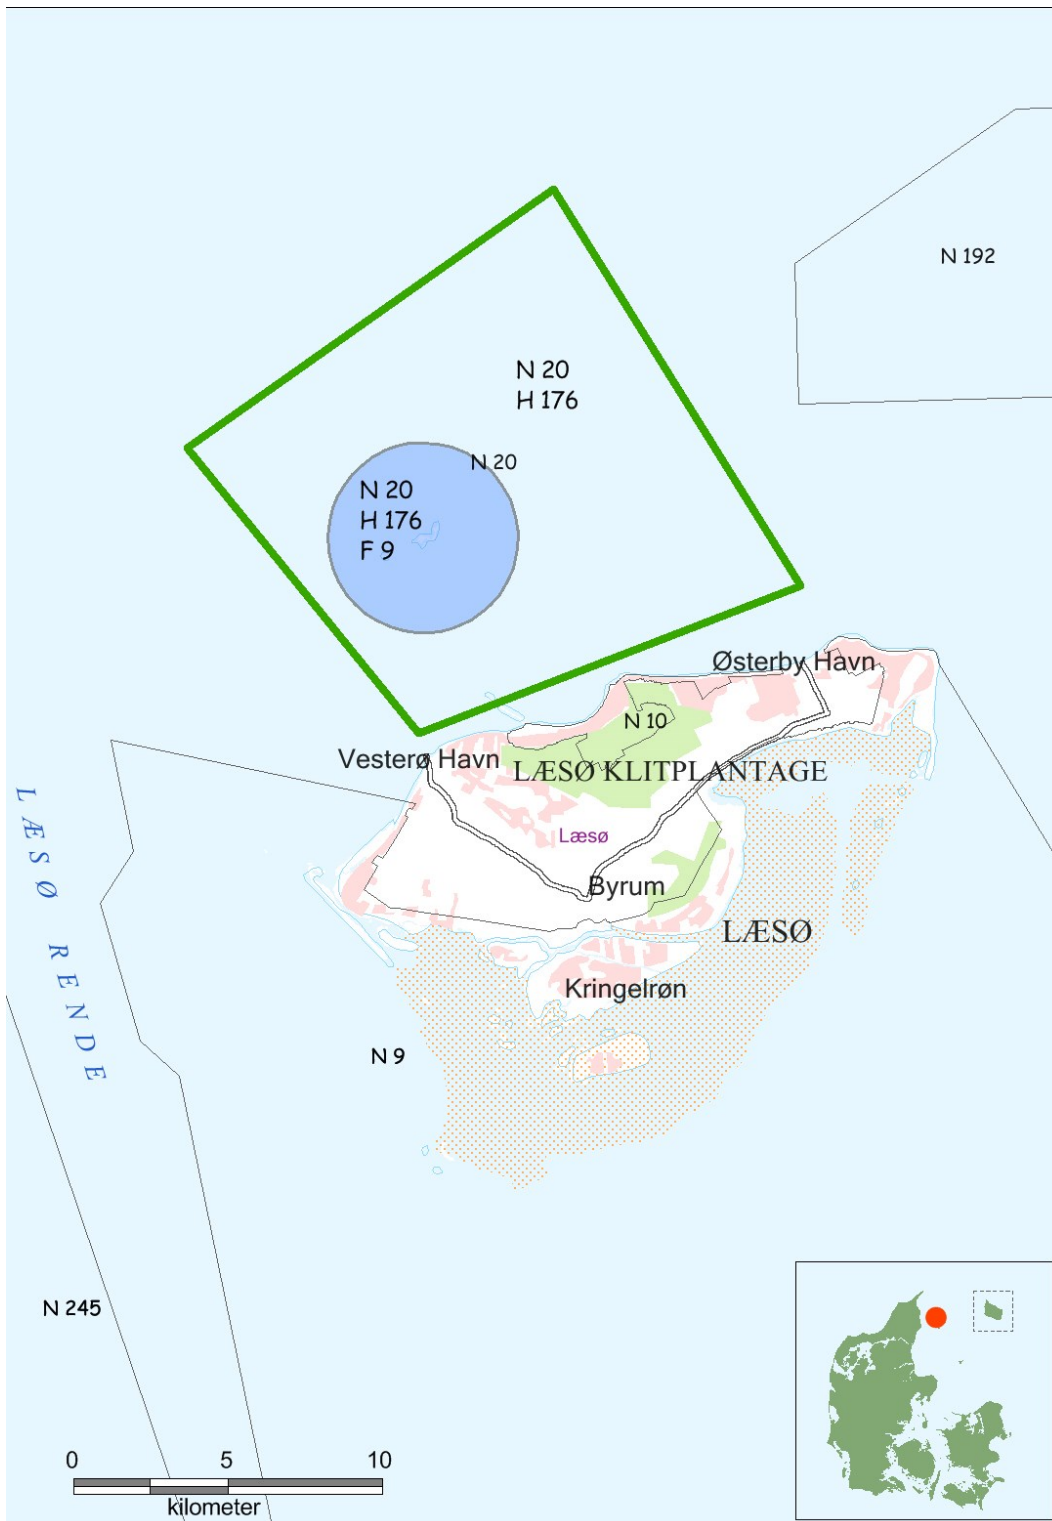 N 192
N 20
H 176
N 20
N 20
H 176
F 9
Østerby Havn
N 10
Vesterø Havn
LÆSØ KLITPLANTAGE
LÆSØ RENDE
Læsø
Byrum
LÆSØ
Kringelrøn
N 9
N 245
0 5 10
kilometer